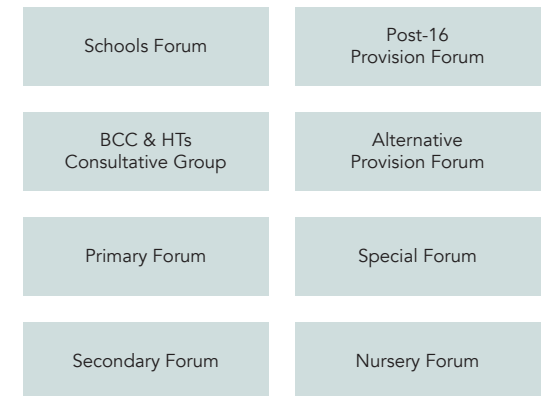 Schools Forum
Post-16
Provision Forum
BCC & HTs
Consultative Group
Alternative
Provision Forum
Primary Forum
Special Forum
Secondary Forum
Nursery Forum